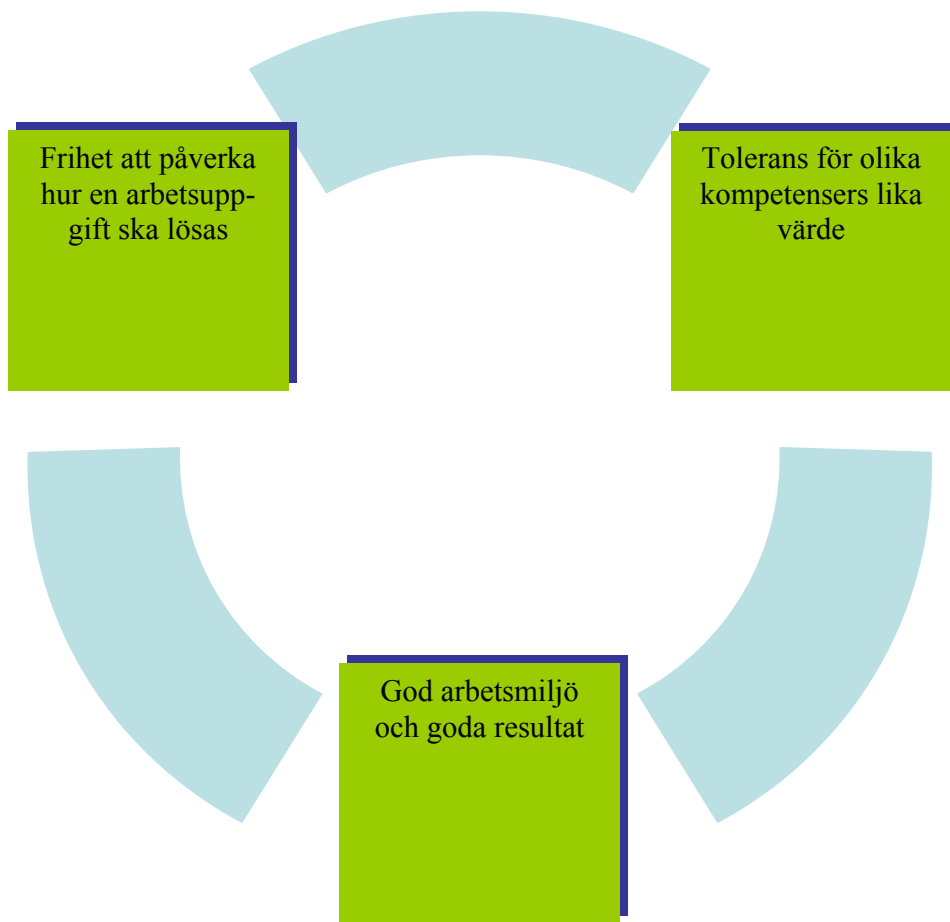 Frihet att påverka
hur en arbetsupp-
gift ska lösas
Tolerans för olika
kompetensers lika
värde
God arbetsmiljö
och goda resultat